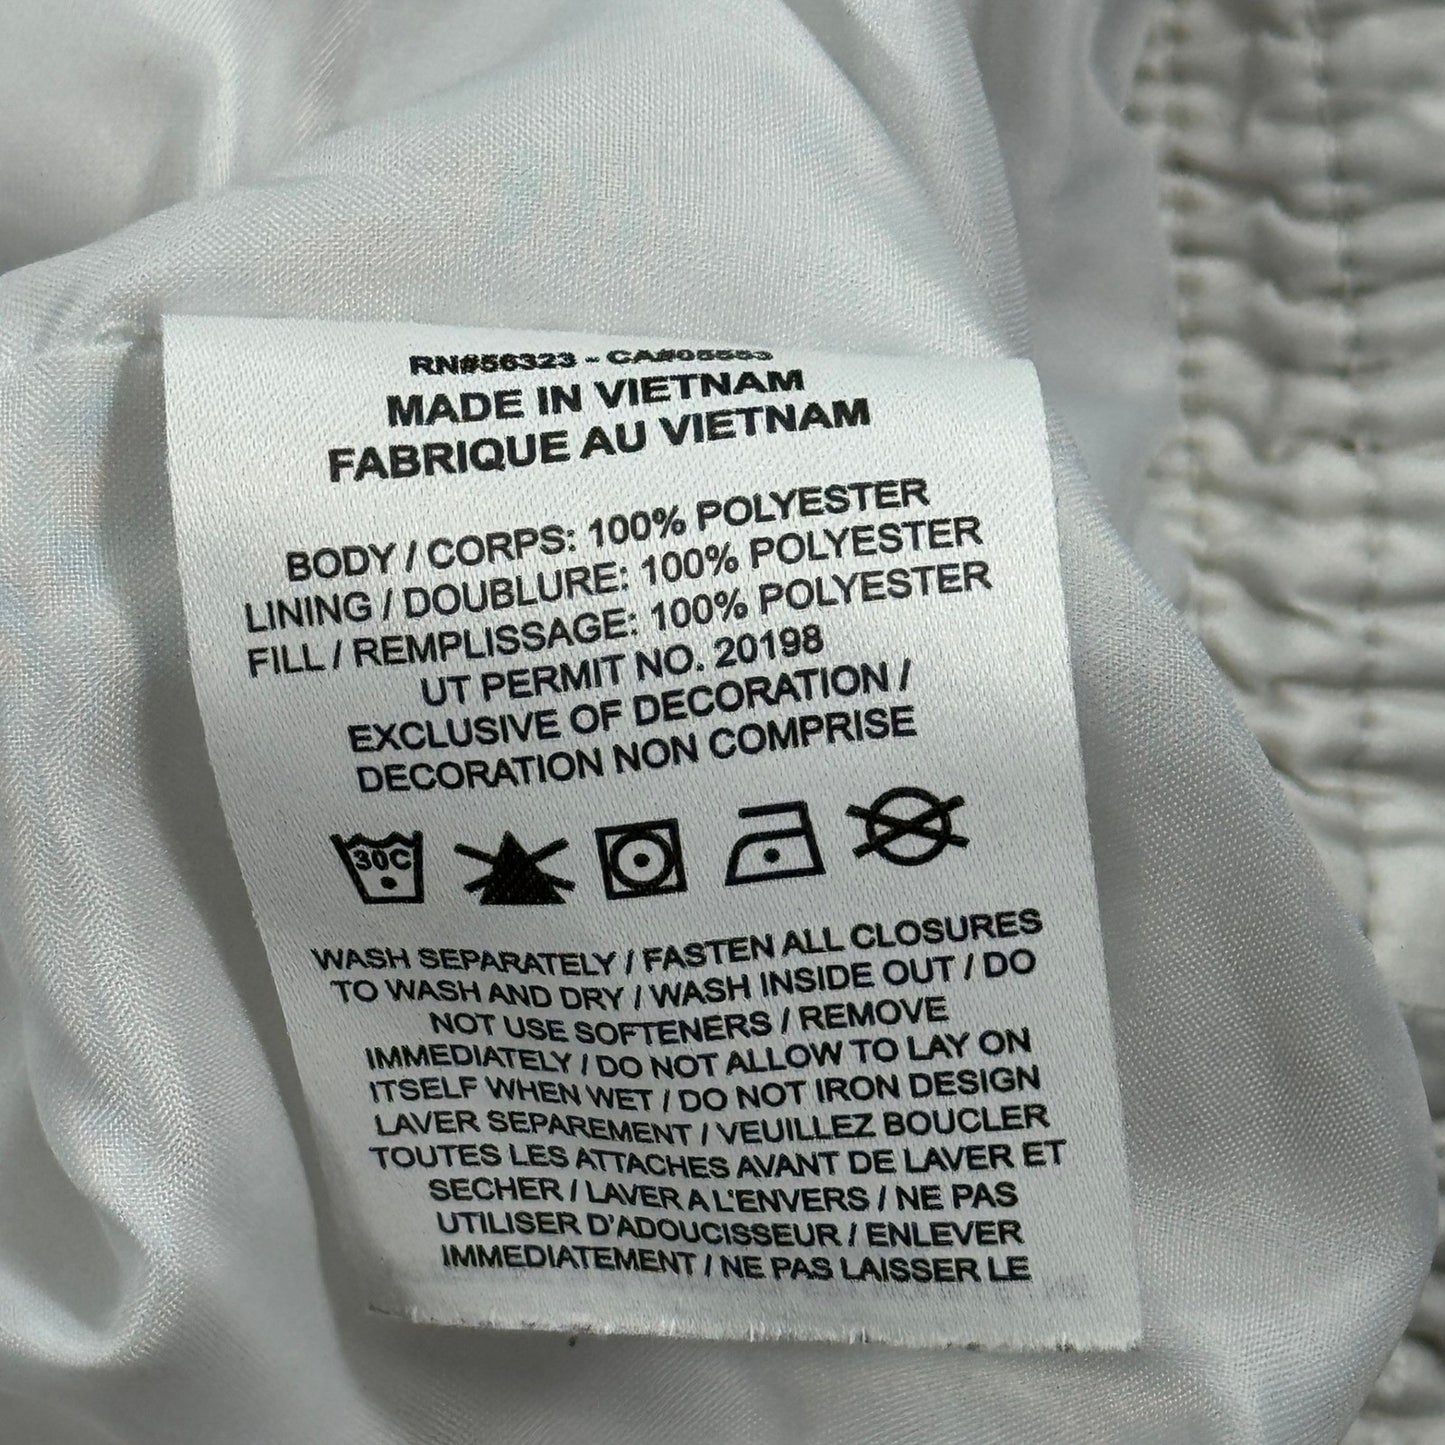 RN#56323 - CA#05553
MADE IN VIETNAM
FABRIQUE AU VIETNAM
BODY / CORPS: 100% POLYESTER
LINING / DOUBLURE: 100% POLYESTER
FILL / REMPLISSAGE: 100% POLYESTER
UT PERMIT NO. 20198
EXCLUSIVE OF DECORATION /
DECORATION NON COMPRISE
30C
WASH SEPARATELY / FASTEN ALL CLOSURES
TO WASH AND DRY / WASH INSIDE OUT / DO
NOT USE SOFTENERS / REMOVE
IMMEDIATELY / DO NOT ALLOW TO LAY ON
ITSELF WHEN WET / DO NOT IRON DESIGN
LAVER SEPAREMENT / VEUILLEZ BOUCLER
TOUTES LES ATTACHES AVANT DE LAVER ET
SECHER / LAVER A L'ENVERS / NE PAS
UTILISER D'ADOUCISSEUR / ENLEVER
IMMEDIATEMENT / NE PAS LAISSER LE